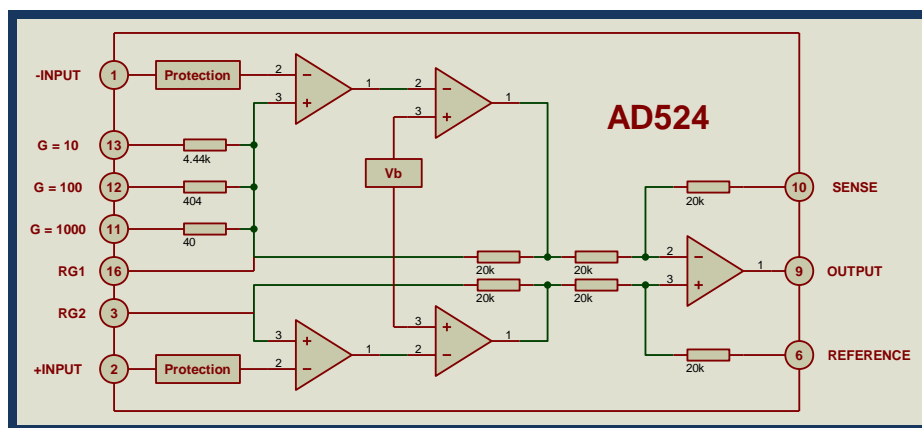 -INPUT
1
Protection
2
−
3
+
1
2
−
3
+
1
AD524
G = 10
13
4.44k
G = 100
12
404
Vb
10
SENSE
20k
G = 1000
11
40
RG1
16
20k
20k
2
−
3
+
1
9
OUTPUT
RG2
3
20k
20k
3
+
2
−
1
3
+
2
−
1
+INPUT
2
Protection
6
REFERENCE
20k